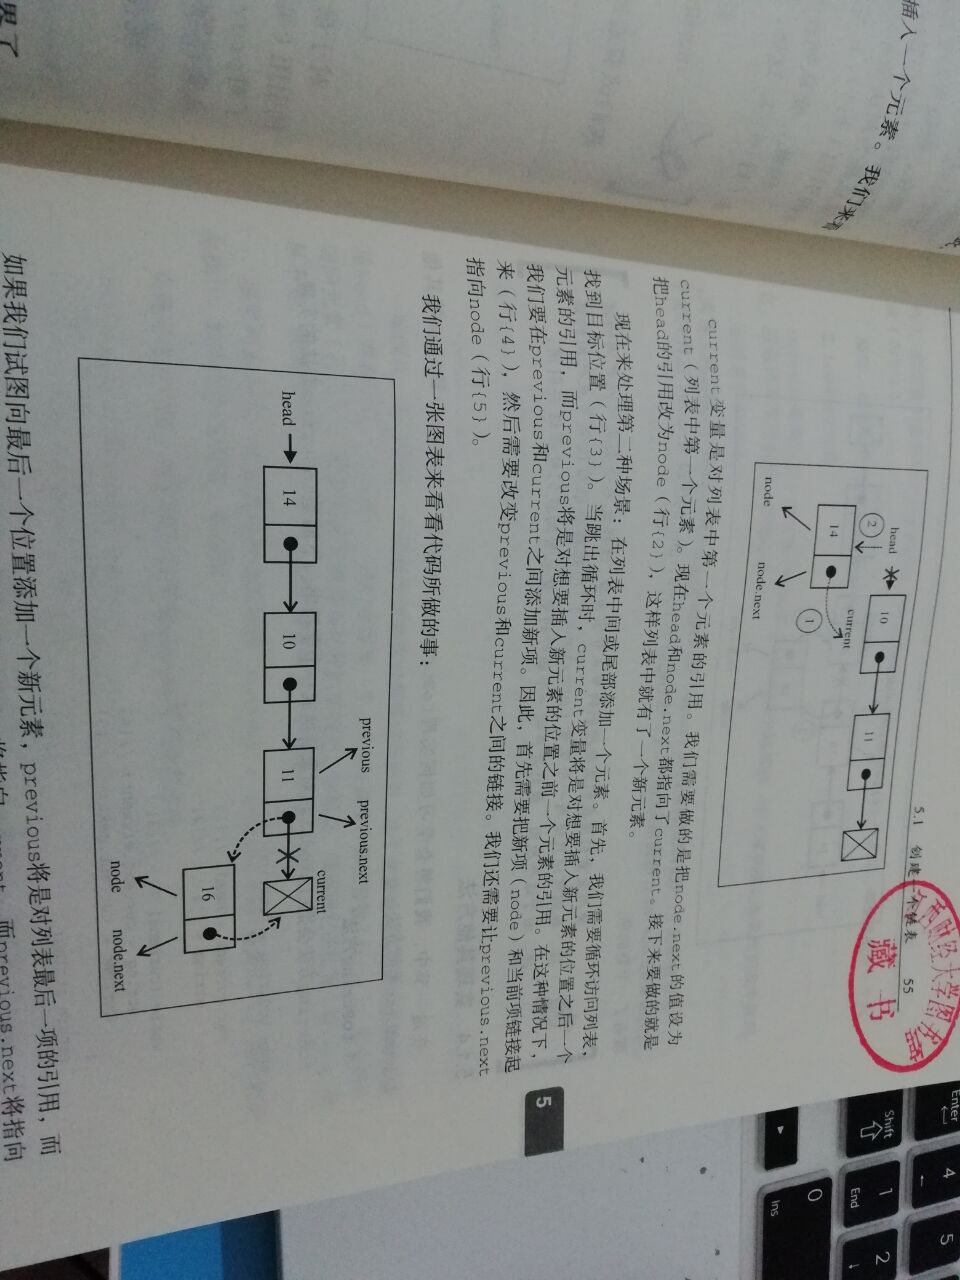 插入一个元素。我们来看
5.1 创建一个链表 55
藏书
head
10
11
②
current
14
①
node
node.next
current变量是对列表中第一个元素的引用。我们需要做的是把node.next的值设为
current（列表中第一个元素）。现在head和node.next都指向了current。接下来要做的就是
把head的引用改为node（行{2}），这样列表中就有了一个新元素。
现在来处理第二种场景：在列表中间或尾部添加一个元素。首先，我们需要循环访问列表，
找到目标位置（行{3}）。当跳出循环时，current变量将是对想要插入新元素的位置之后一个
元素的引用，而previous将是对想要插入新元素的位置之前一个元素的引用。在这种情况下，
我们要在previous和current之间添加新项。因此，首先需要把新项（node）和当前项链接起
来（行{4}），然后需要改变previous和current之间的链接。我们还需要让previous.next
指向node（行{5}）。
5
我们通过一张图表来看看代码所做的事：
previous
previous.next
current
head
14
10
11
16
node
node.next
如果我们试图向最后一个位置添加一个新元素，previous将是对列表最后一项的引用，而
previous.next将指向
Enter
4
5
Shift
1
End
2
0
Ins